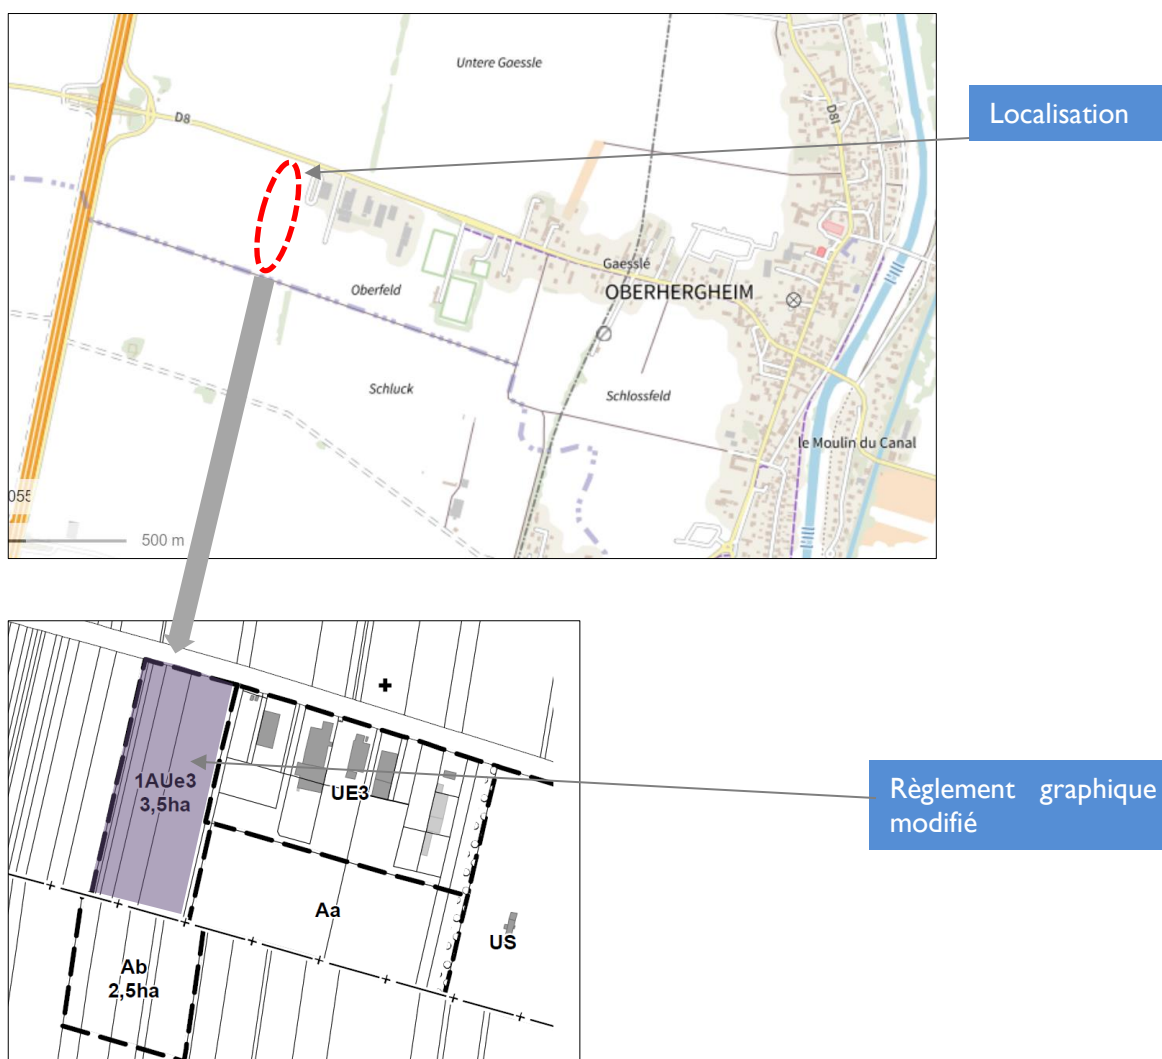 Untere Gaessle
Localisation
D8
D8I
Gaesslé
OBERHERGHEIM
Oberfeld
Schluck
Schlossfeld
le Moulin du Canal
055
500 m
1AUe3
3,5ha
UE3
Règlement graphique
modifié
Aa
US
Ab
2,5ha